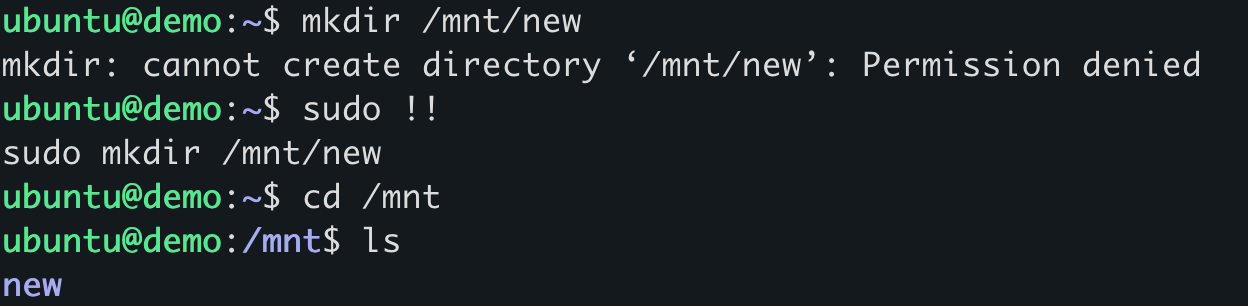 ubuntu@demo:~$ mkdir /mnt/new
mkdir: cannot create directory ‘/mnt/new’: Permission denied
ubuntu@demo:~$ sudo !!
sudo mkdir /mnt/new
ubuntu@demo:~$ cd /mnt
ubuntu@demo:/mnt$ ls
new